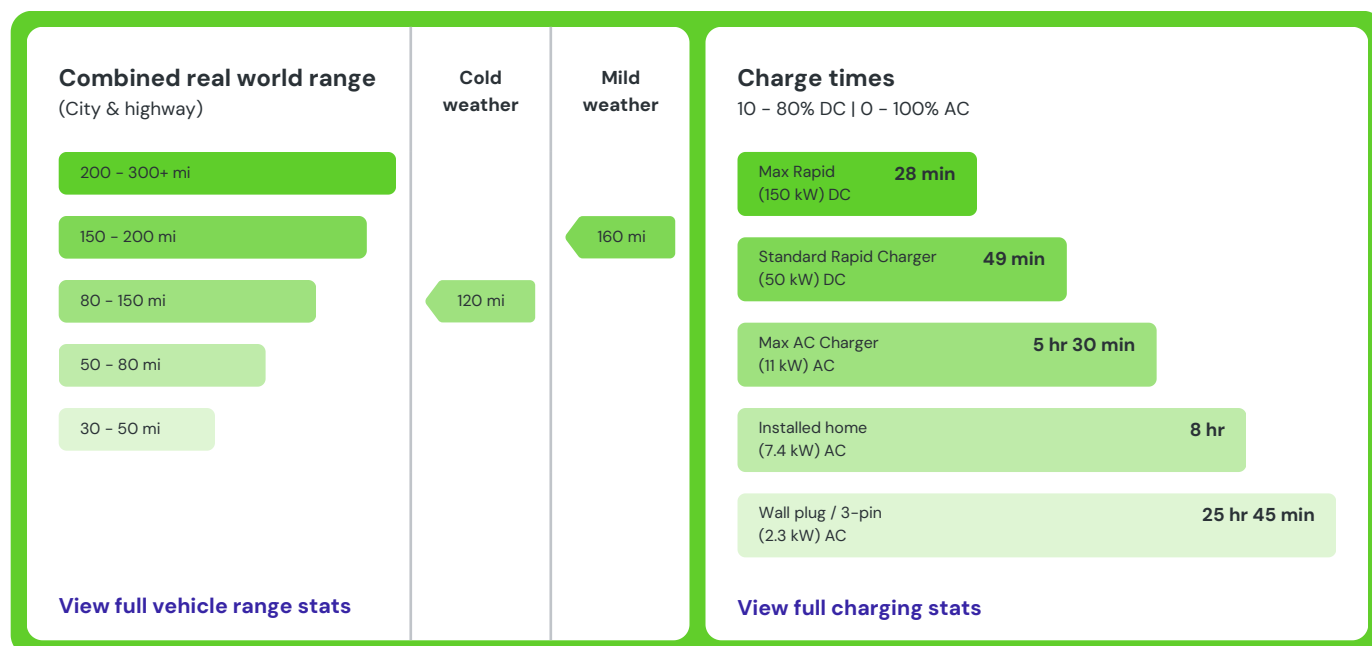 Combined real world range
(City & highway)
Cold
weather
Mild
weather
200 - 300+ mi
150 - 200 mi
160 mi
80 - 150 mi
120 mi
50 - 80 mi
30 - 50 mi
View full vehicle range stats
Charge times
10 - 80% DC | 0 - 100% AC
Max Rapid
(150 kW) DC
28 min
Standard Rapid Charger
(50 kW) DC
49 min
Max AC Charger
(11 kW) AC
5 hr 30 min
Installed home
(7.4 kW) AC
8 hr
Wall plug / 3-pin
(2.3 kW) AC
25 hr 45 min
View full charging stats